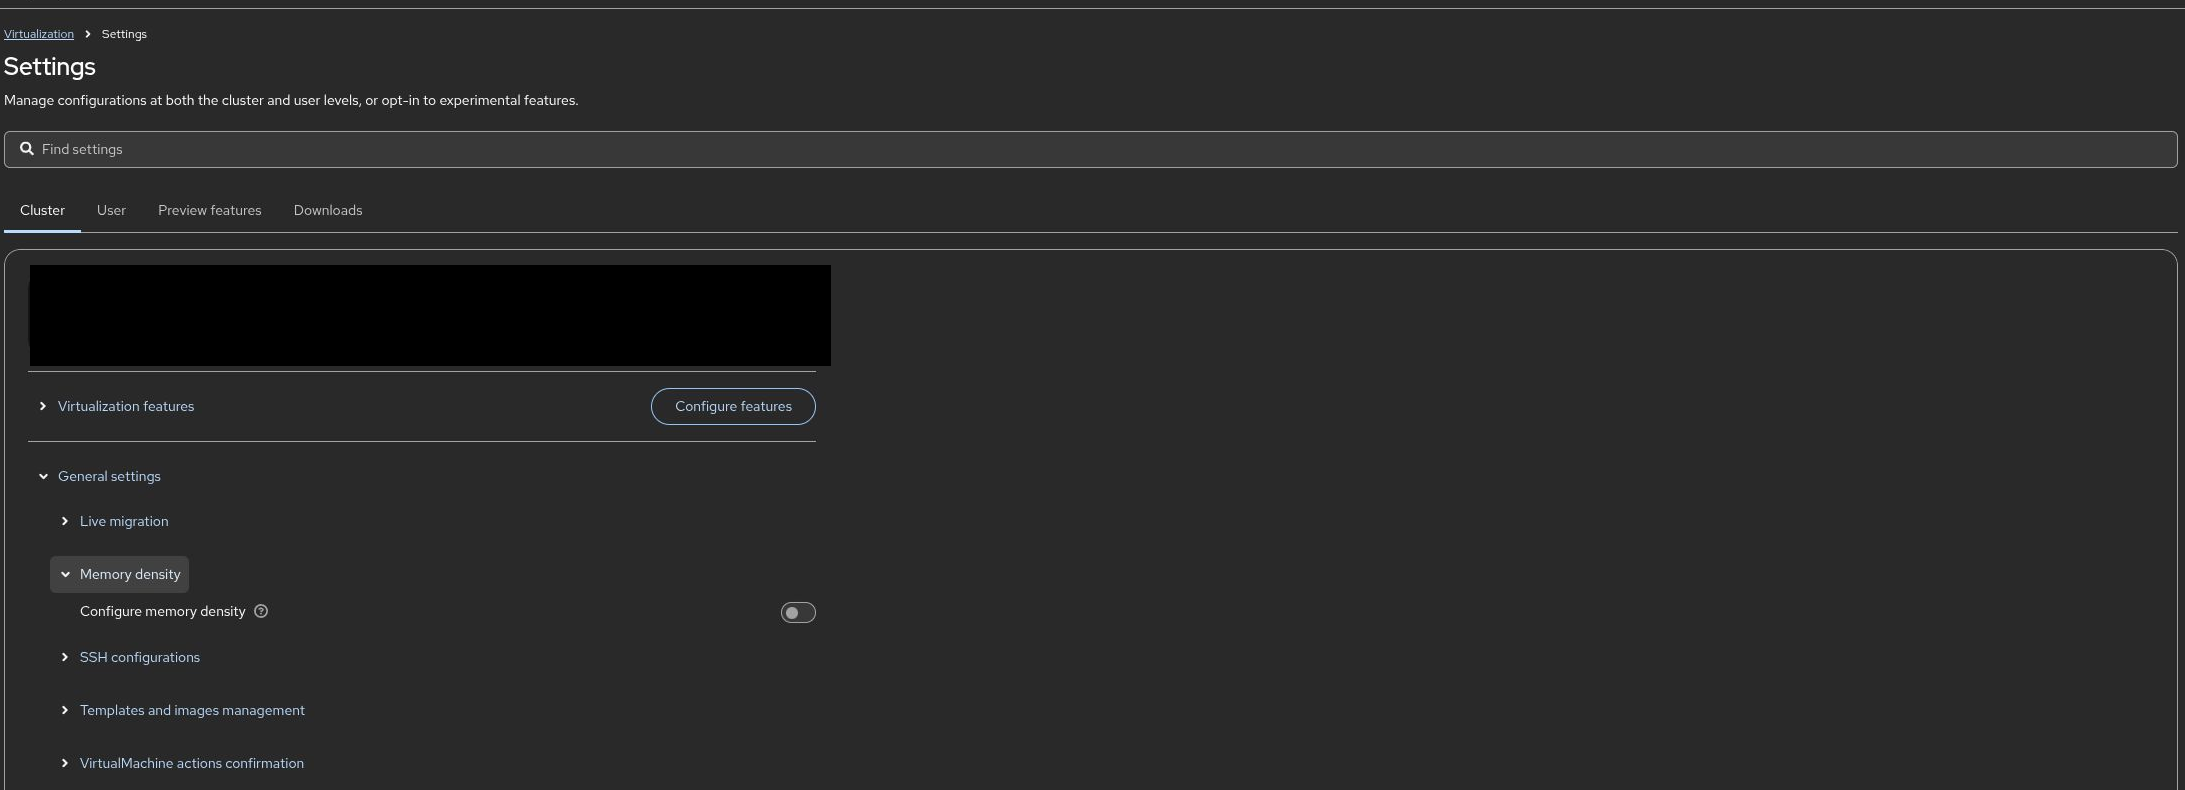 Virtualization > Settings
Settings
Manage configurations at both the cluster and user levels, or opt-in to experimental features.
Find settings
Cluster User Preview features Downloads
Virtualization features Configure features
General settings
Live migration
Memory density
Configure memory density
SSH configurations
Templates and images management
VirtualMachine actions confirmation